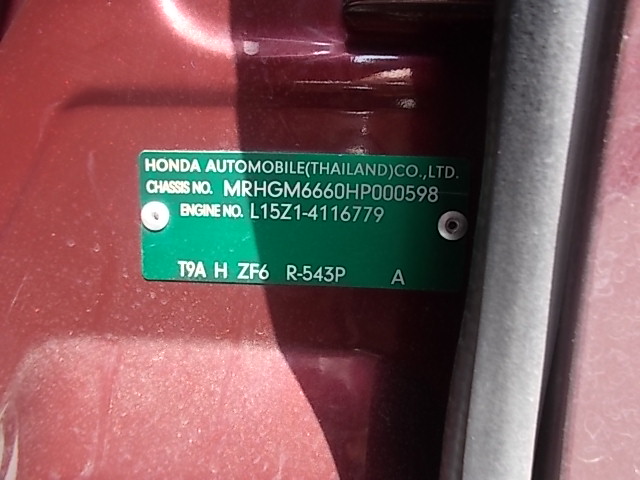 HONDA AUTOMOBILE(THAILAND)CO.,LTD.
CHASSIS NO. MRHGM6660HP000598
ENGINE NO. L15Z1-4116779
T9A H ZF6 R-543P A